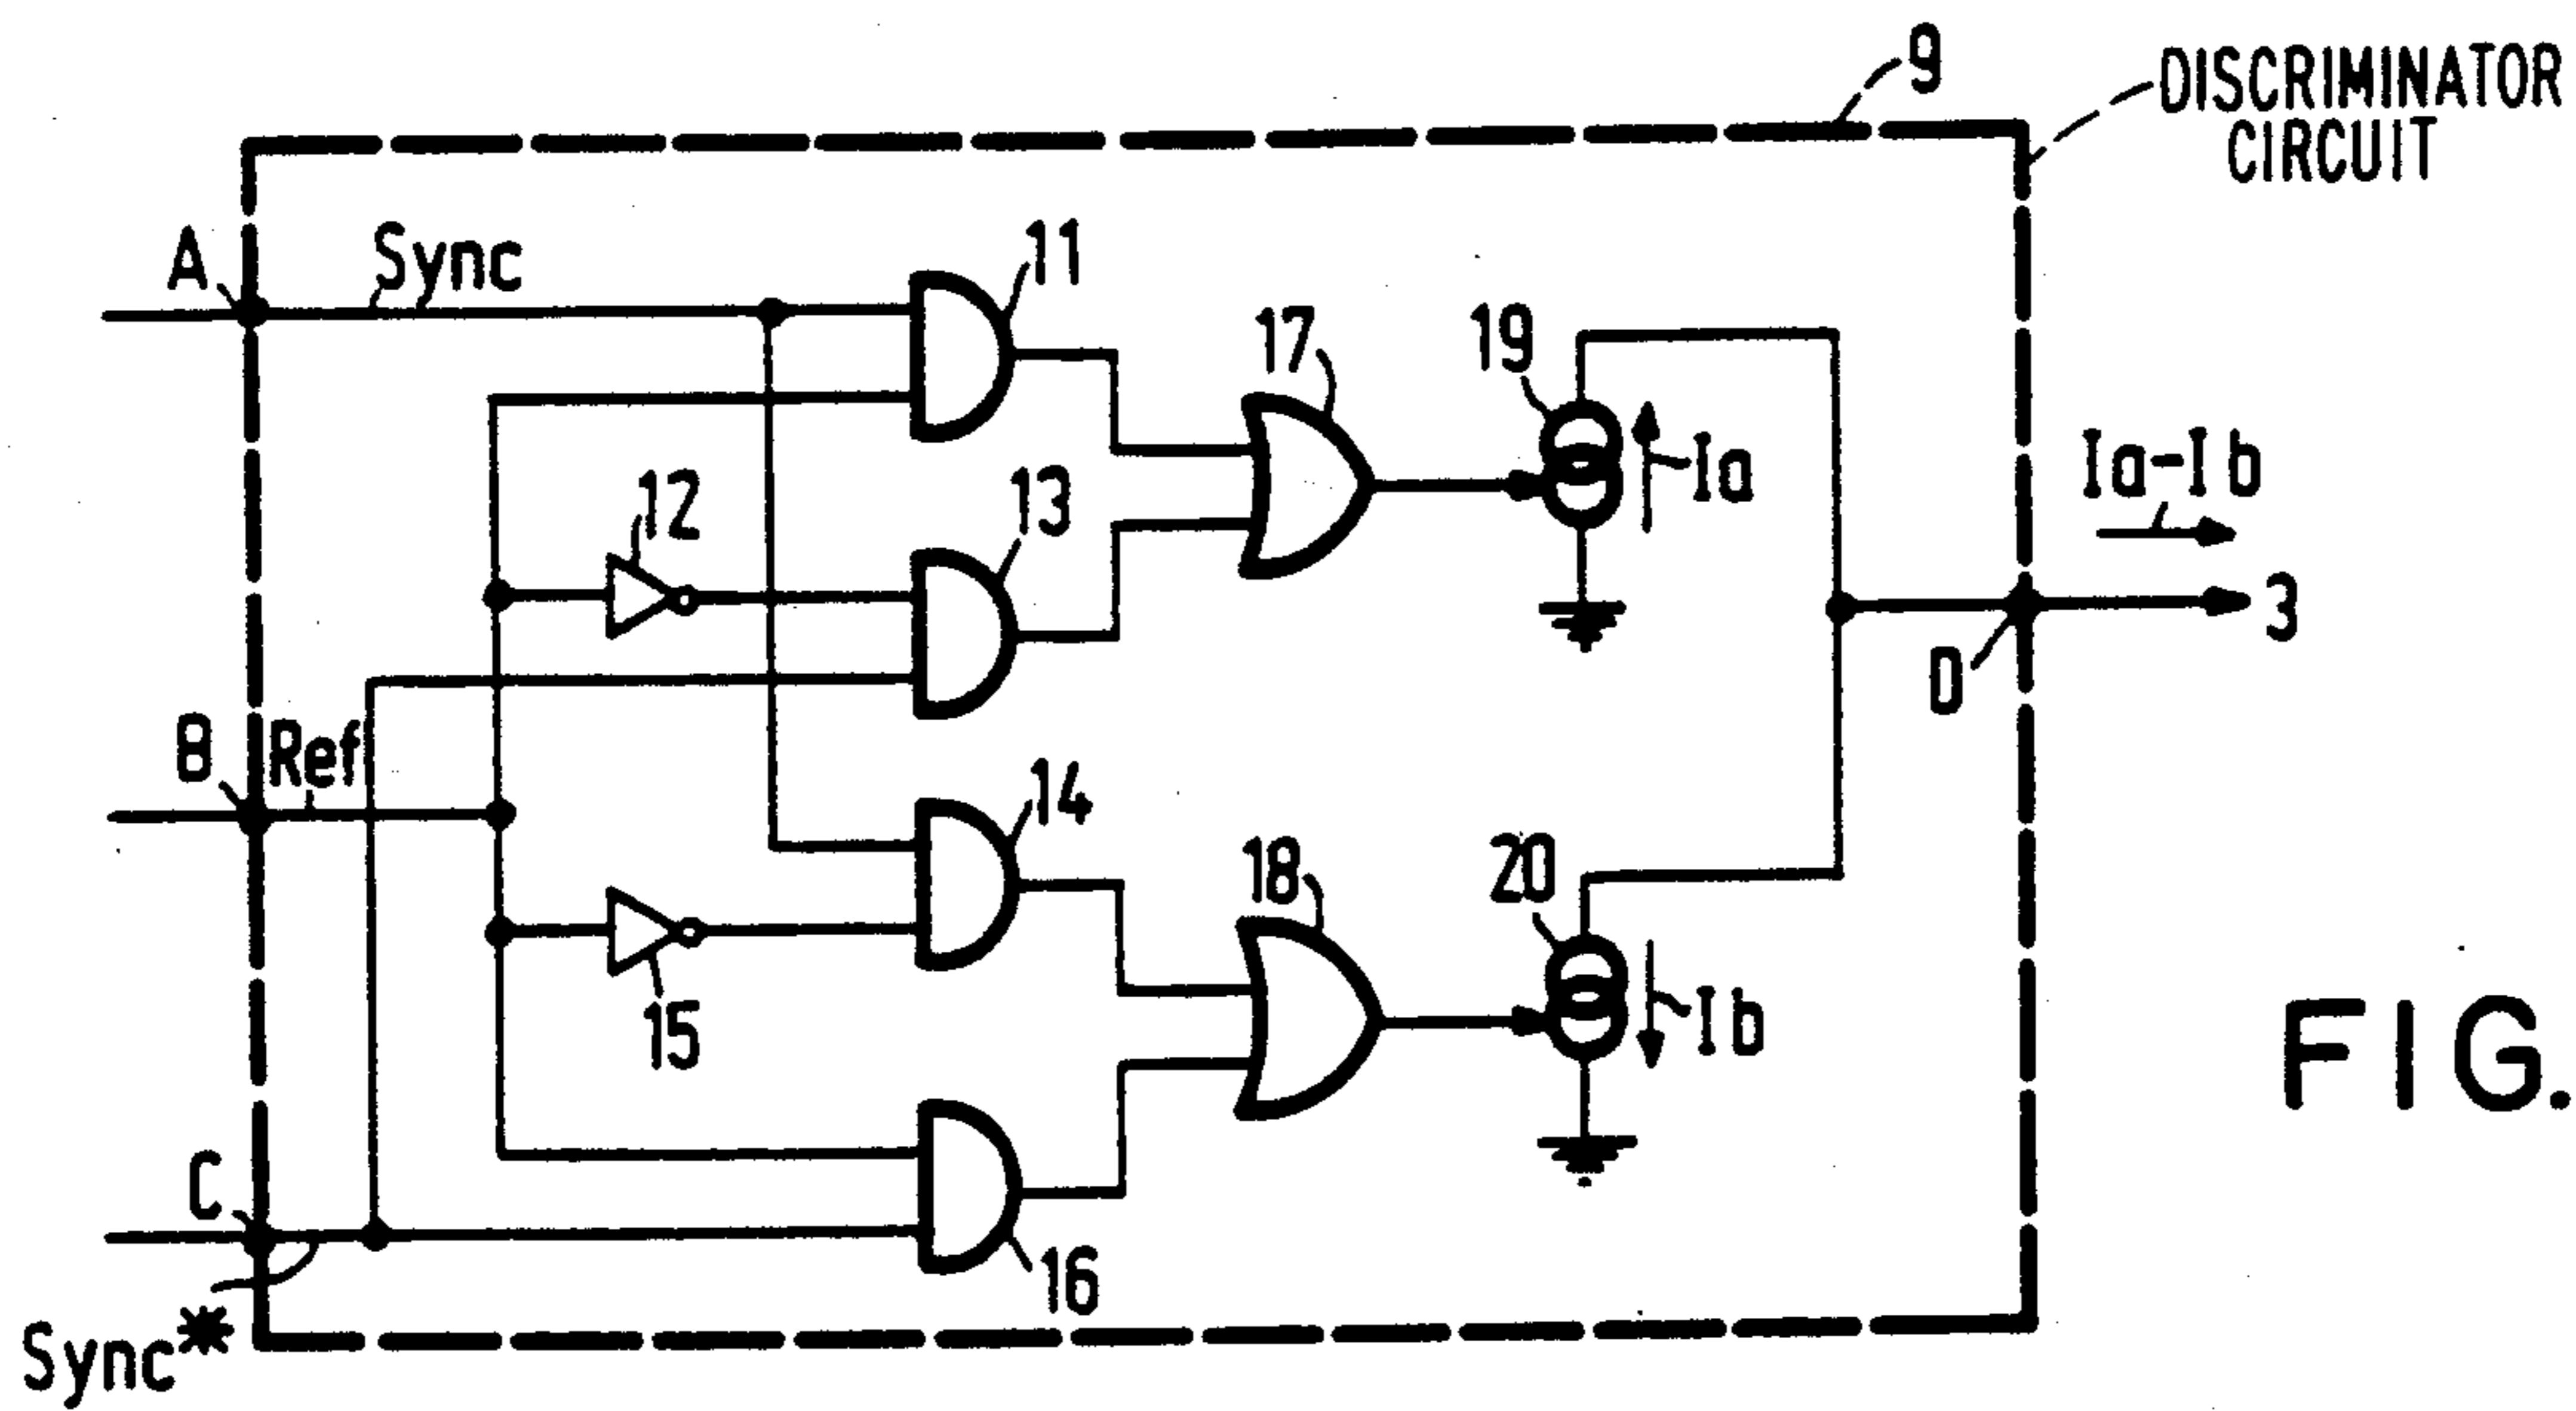 9
DISCRIMINATOR
CIRCUIT
A
Sync
11
17
19
Ia
Ia-Ib
12
13
3
D
B
Ref
14
18
20
Ib
15
FIG.
C
16
Sync*